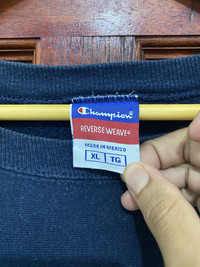 Champion
REVERSE WEAVE®
MADE IN MEXICO
XL TG